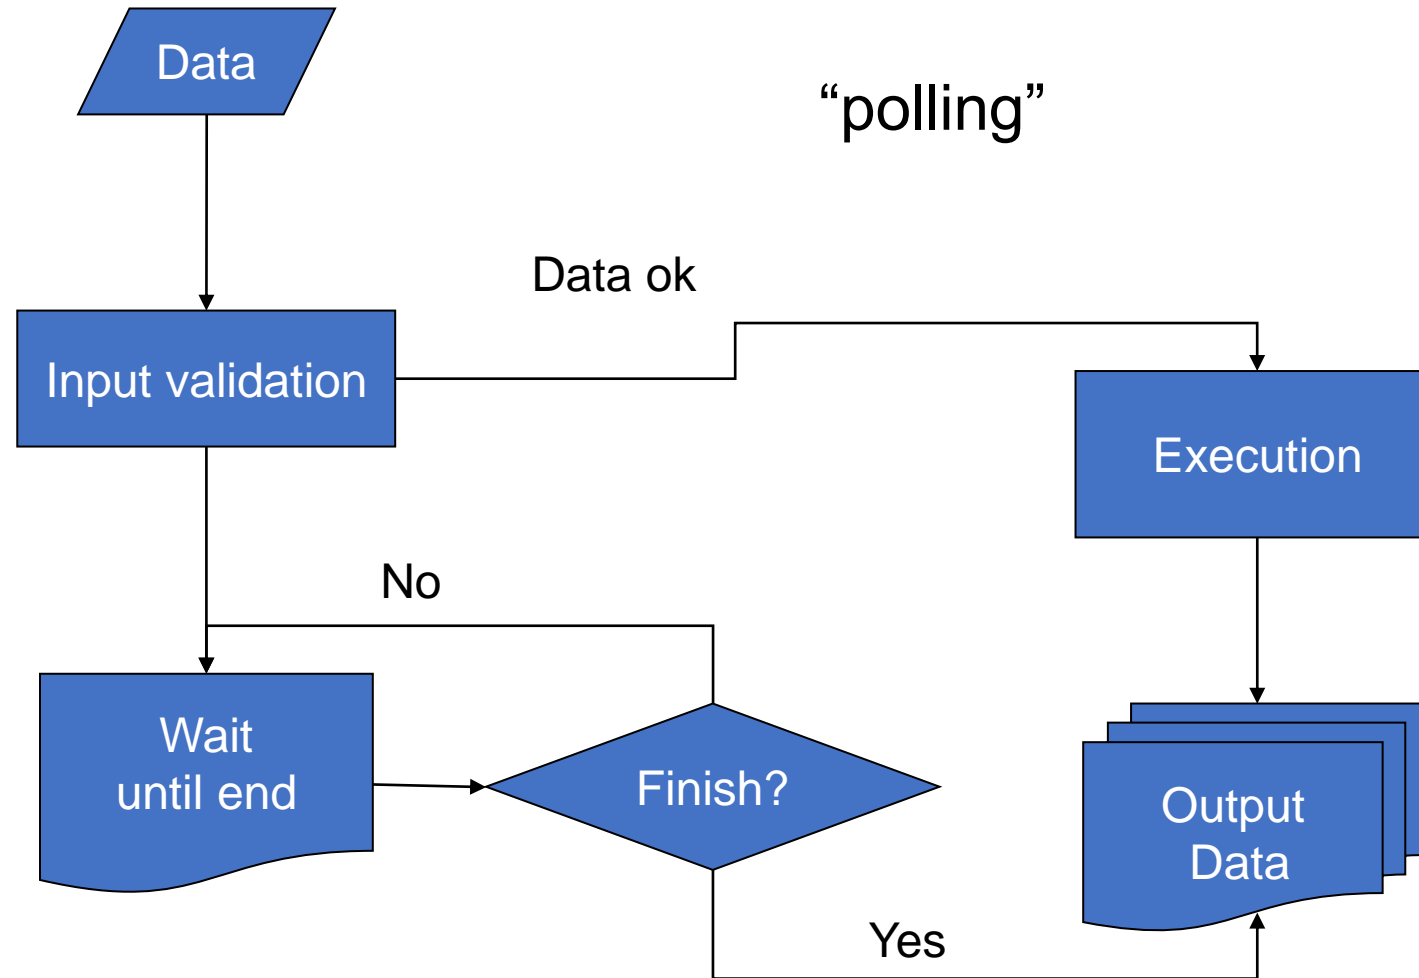 Data
“polling”
Data ok
Input validation
Execution
No
Wait
until end
Finish?
Output
Data
Yes